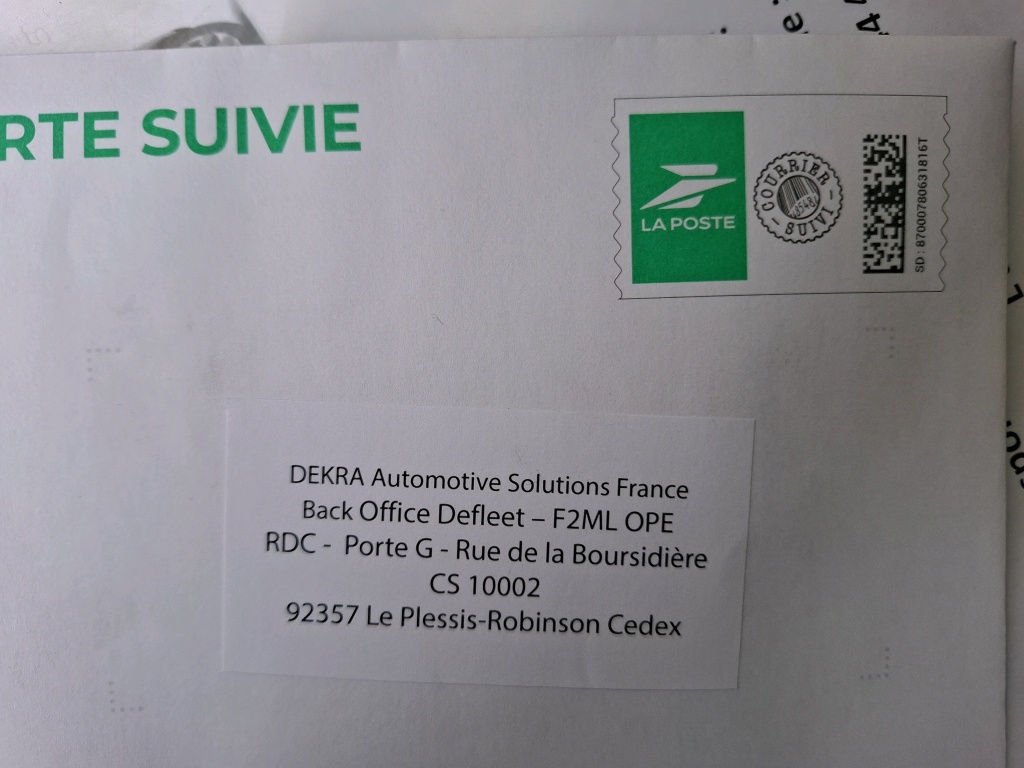 RTE SUIVIE
LA POSTE
COURRIER
SUIVI
SD : 87000780631816T
DEKRA Automotive Solutions France
Back Office Defleet – F2ML OPE
RDC - Porte G - Rue de la Boursidière
CS 10002
92357 Le Plessis-Robinson Cedex